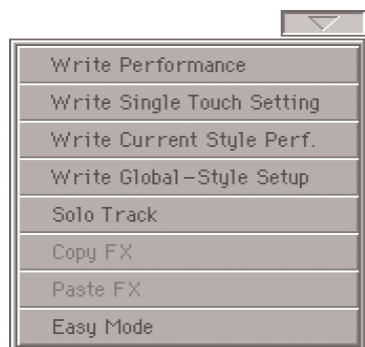 Write Performance
Write Single Touch Setting
Write Current Style Perf.
Write Global-Style Setup
Solo Track
Copy FX
Paste FX
Easy Mode